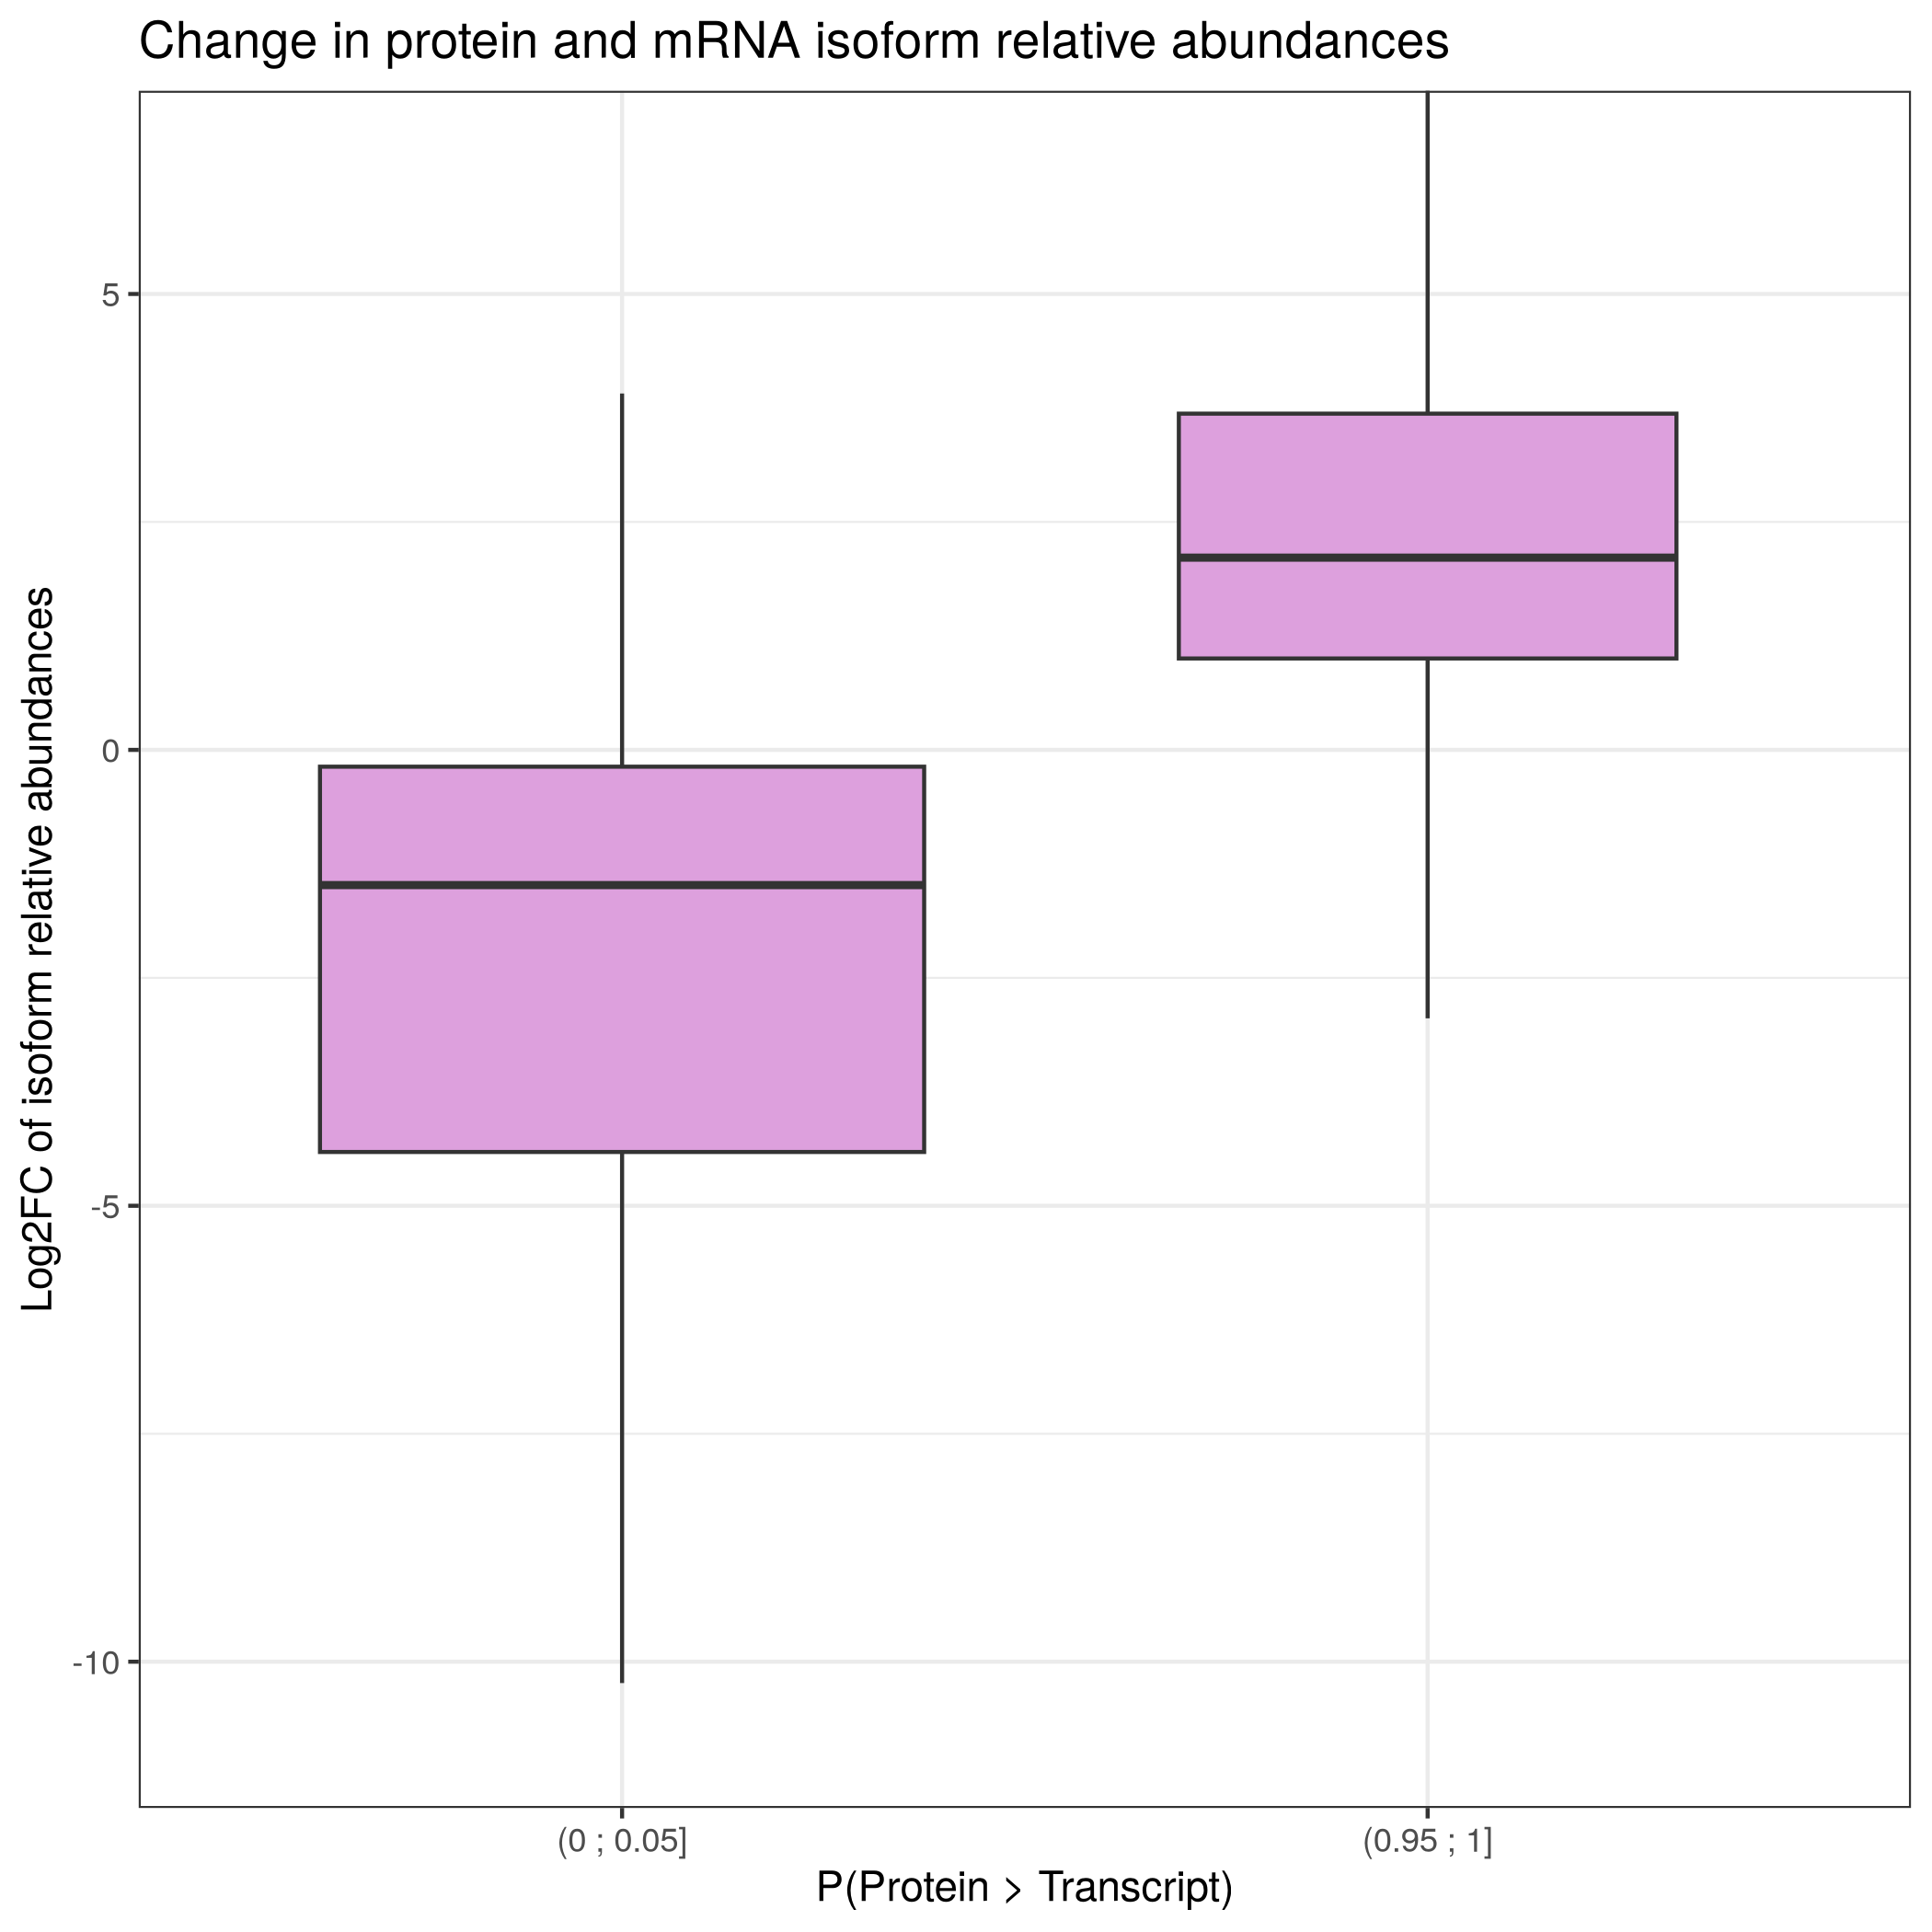 Change in protein and mRNA isoform relative abundances
Log2FC of isoform relative abundances
5
0
-5
-10
(0 ; 0.05]
(0.95 ; 1]
P(Protein > Transcript)